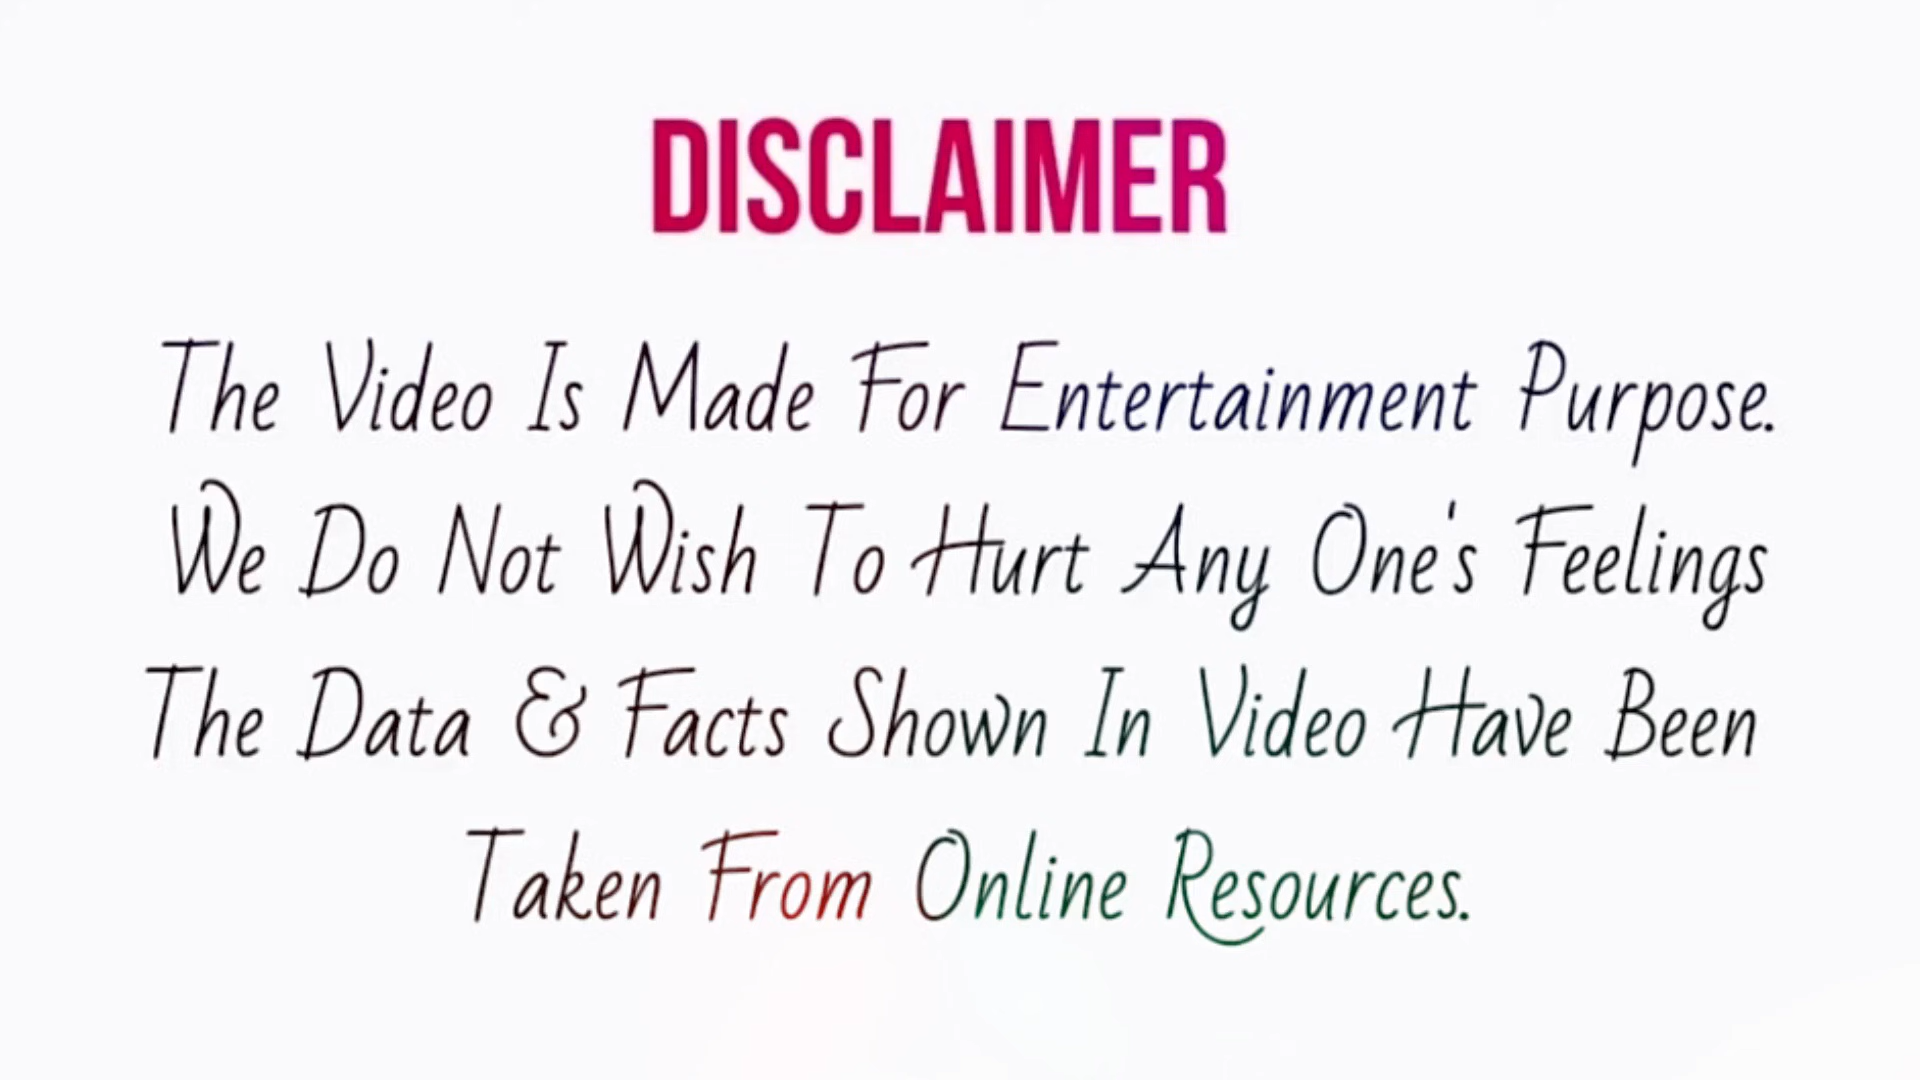 DISCLAIMER
The Video Is Made For Entertainment Purpose.
We Do Not Wish To Hurt Any One's Feelings
The Data & Facts Shown In Video Have Been
Taken From Online Resources.